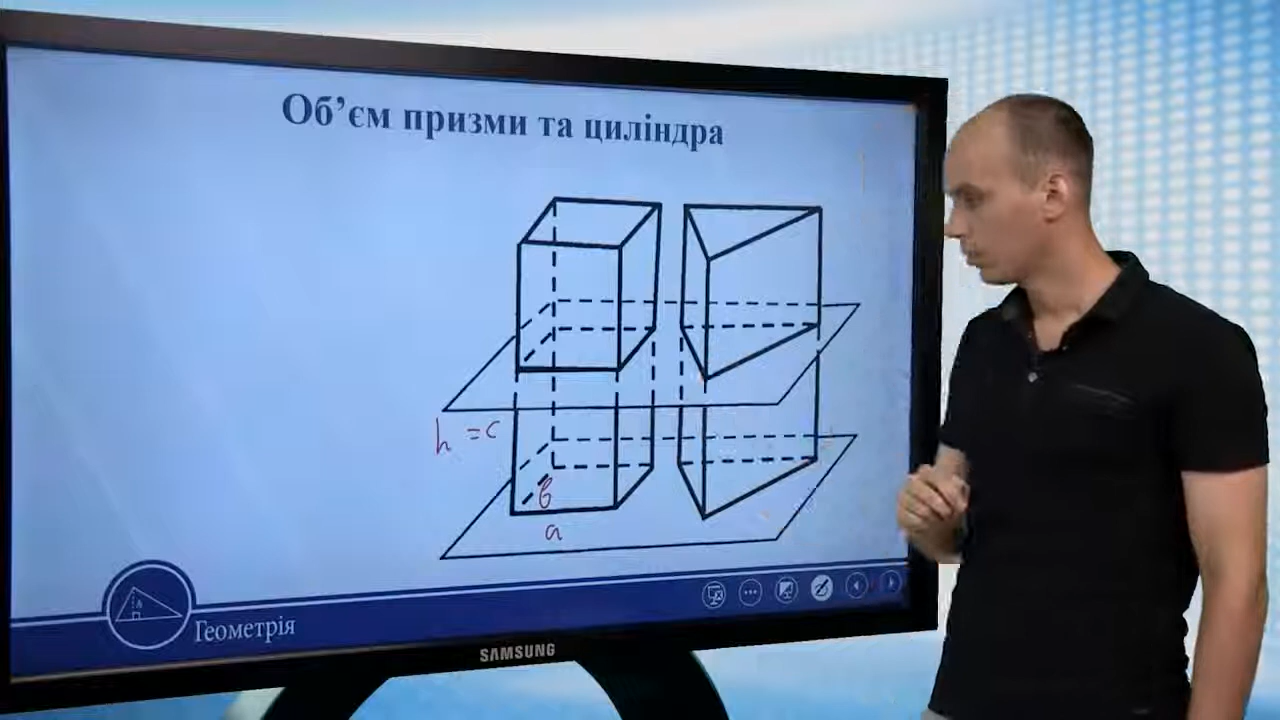 Об’єм призми та циліндра
h = c
в
a
Геометрія
SAMSUNG